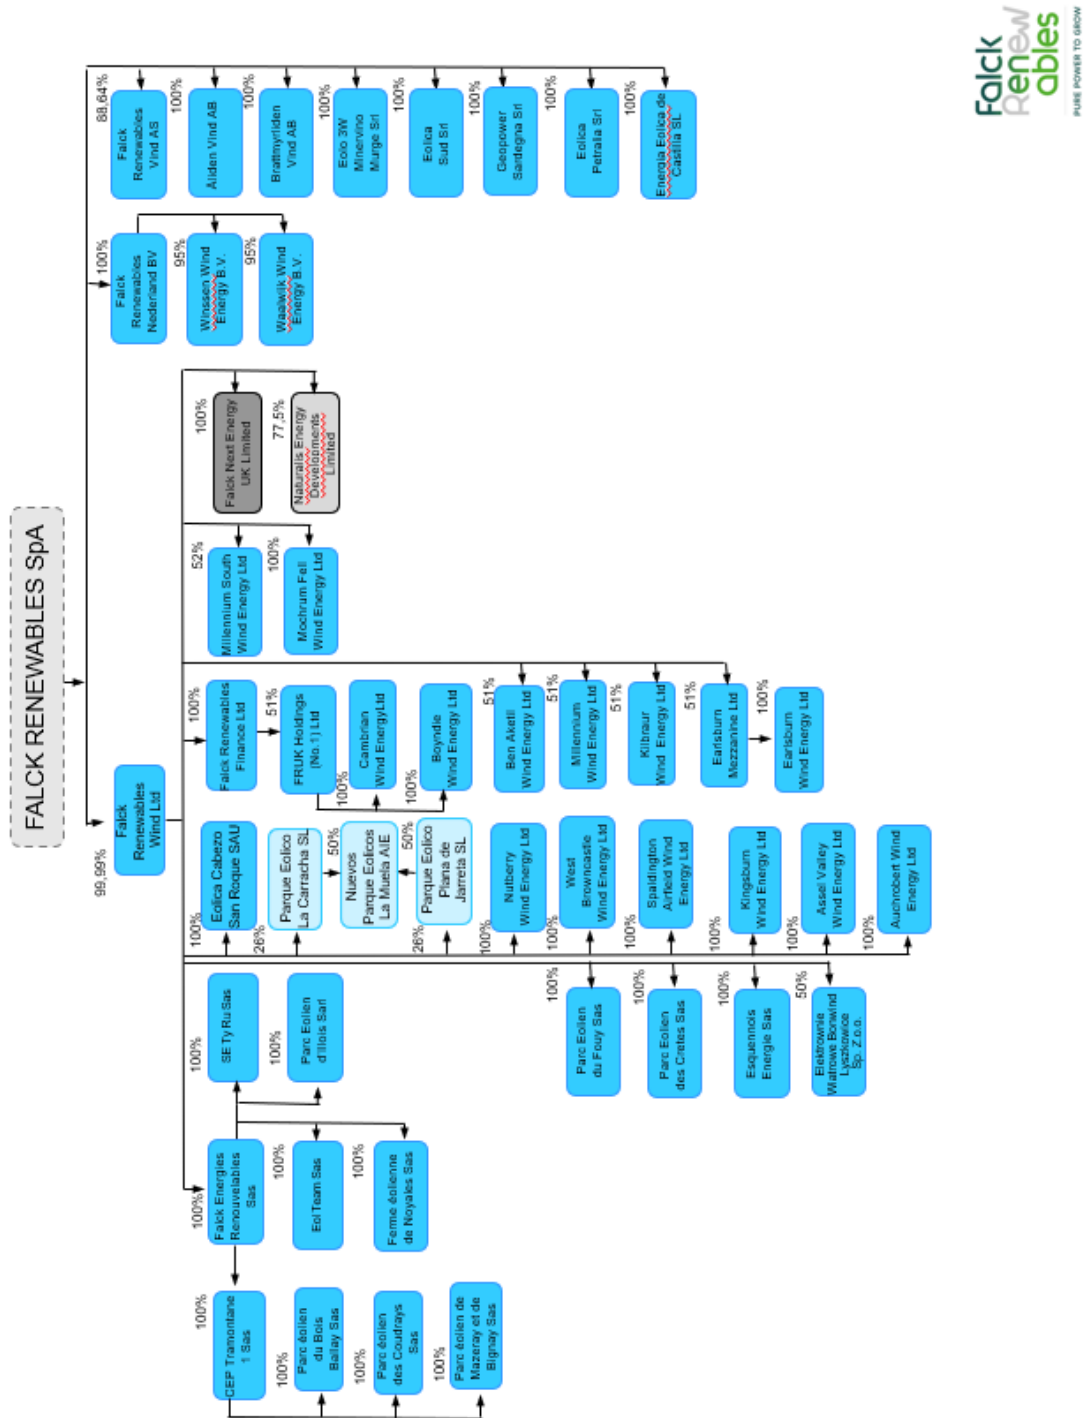 FALCK RENEWABLES SpA
99,99%
Falck
Renewables
Wind Ltd
100%
Falck
Renewables
Nederland BV
95%
Winssen Wind
Energy B.V.
95%
Waalwijk Wind
Energy B.V.
88,64%
Falck
Renewables
Vind AS
100%
Åliden Vind AB
100%
Brattmyrliden
Vind AB
100%
Eolo 3W
Minervino
Murge Srl
100%
Eolica
Sud Srl
100%
Geopower
Sardegna Srl
100%
Eolica
Petralia Srl
100%
Energia Eolica de
Castilla SL
100%
CEP Tramontane
1 Sas
100%
Parc éolien
du Bois
Ballay Sas
100%
Parc éolien
des Coudrays
Sas
100%
Parc éolien de
Mazeray et de
Bignay Sas
100%
Falck Energies
Renouvelables
Sas
100%
Eol Team Sas
100%
Ferme éolienne
de Noyales Sas
100%
SE Ty Ru Sas
100%
Parc Eolien
d'Illois Sarl
100%
Parc Eolien
du Fouy Sas
100%
Parc Eolien
des Cretes Sas
100%
Esquennois
Energie Sas
50%
Elektrownie
Wiatrowe Bonwind
Lyszkowice
Sp. Z.o.o.
100%
Eolica Cabezo
San Roque SAU
26%
Parque Eolico
La Carracha SL
50%
Nuevos
Parque Eolicos
La Muela AIE
50%
26%
Parque Eolico
Plana de
Jarreta SL
100%
Nutberry
Wind Energy Ltd
100%
West
Browncastle
Wind Energy Ltd
100%
Spaldington
Airfield Wind
Energy Ltd
100%
Kingsburn
Wind Energy Ltd
100%
Assel Valley
Wind Energy Ltd
100%
Auchrobert Wind
Energy Ltd
100%
Falck Renewables
Finance Ltd
51%
FRUK Holdings
(No.1) Ltd
100%
Cambrian
Wind EnergyLtd
100%
Boyndie
Wind Energy Ltd
51%
Ben Aketil
Wind Energy Ltd
51%
Millennium
Wind Energy Ltd
51%
Kilbraur
Wind Energy Ltd
51%
Earlsburn
Mezzanine Ltd
100%
Earlsburn
Wind Energy Ltd
52%
Millennium South
Wind Energy Ltd
100%
Mochrum Fell
Wind Energy Ltd
100%
Falck Next Energy
UK Limited
77,5%
Naturalis Energy
Developments
Limited
Falck
Renew
ables
PURE POWER TO GROW